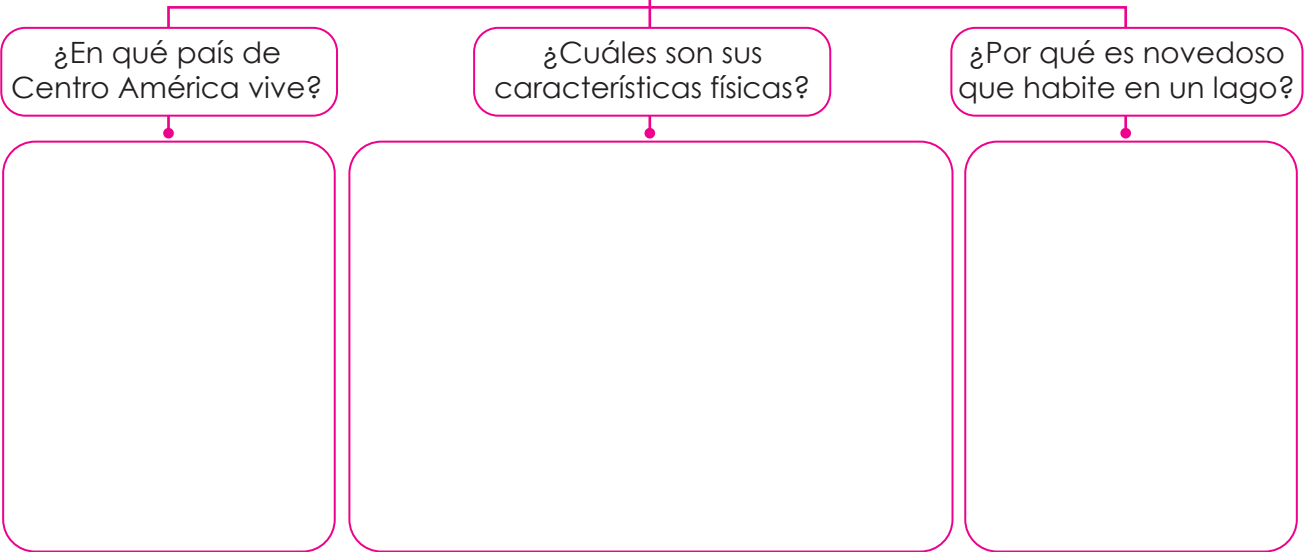 ¿En qué país de
Centro América vive?
¿Cuáles son sus
características físicas?
¿Por qué es novedoso
que habite en un lago?